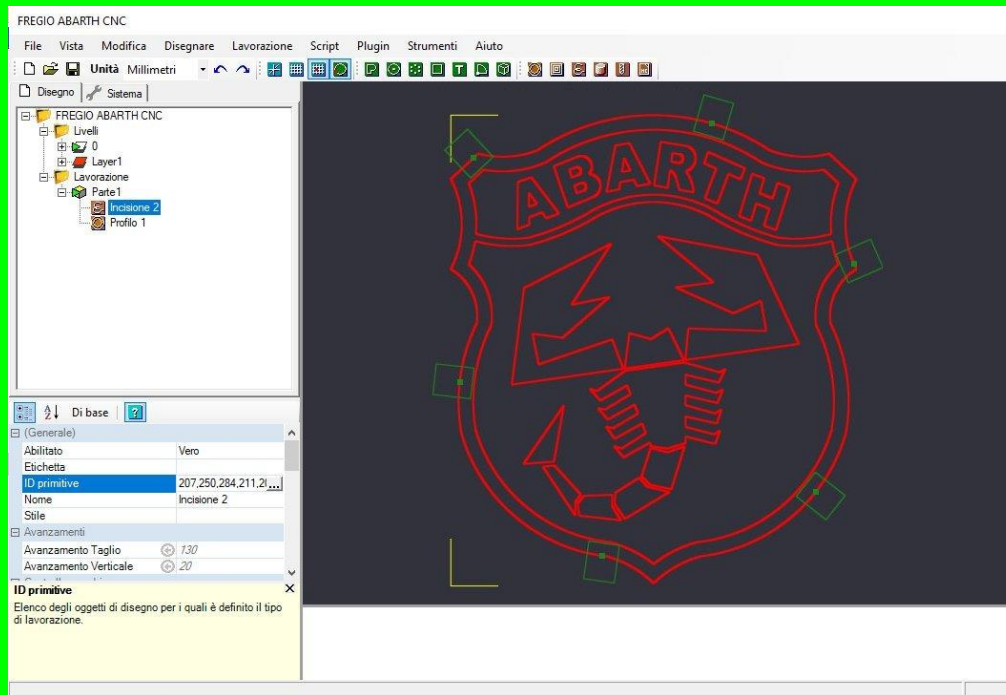 FREGIO ABARTH CNC
File Vista Modifica Disegnare Lavorazione Script Plugin Strumenti Aiuto
Unità Millimetri
Disegno Sistema
FREGIO ABARTH CNC
Livelli
0
Layer1
Lavorazione
Parte1
Incisione 2
Profilo 1
ABARTH
Di base
(Generale)
Abilitato Vero
Etichetta
ID primitive 207,250,284,211,2
Nome Incisione 2
Stile
Avanzamenti
Avanzamento Taglio 130
Avanzamento Verticale 20
ID primitive
Elenco degli oggetti di disegno per i quali è definito il tipo
di lavorazione.